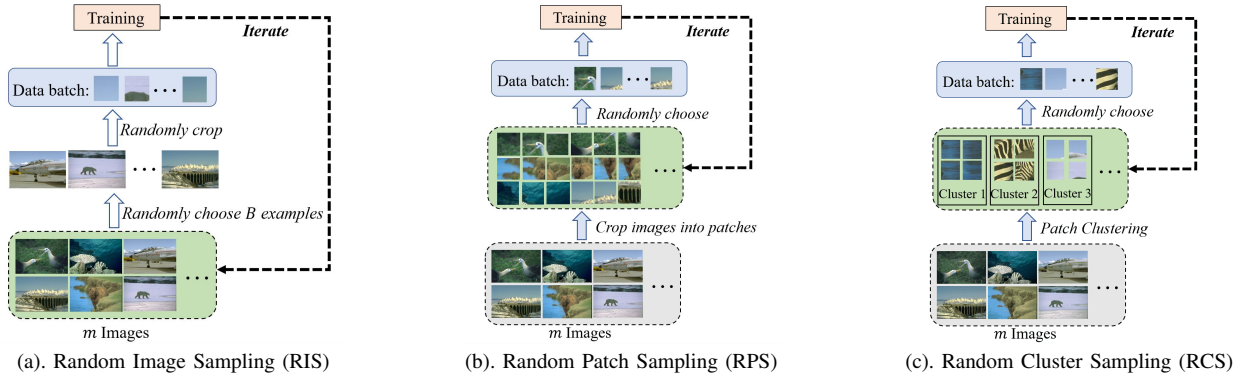 Training
Iterate
Data batch:
Randomly crop
Randomly choose B examples
m Images
(a). Random Image Sampling (RIS)
Training
Iterate
Data batch:
Randomly choose
Crop images into patches
m Images
(b). Random Patch Sampling (RPS)
Training
Iterate
Data batch:
Randomly choose
Cluster 1 Cluster 2 Cluster 3
Patch Clustering
m Images
(c). Random Cluster Sampling (RCS)